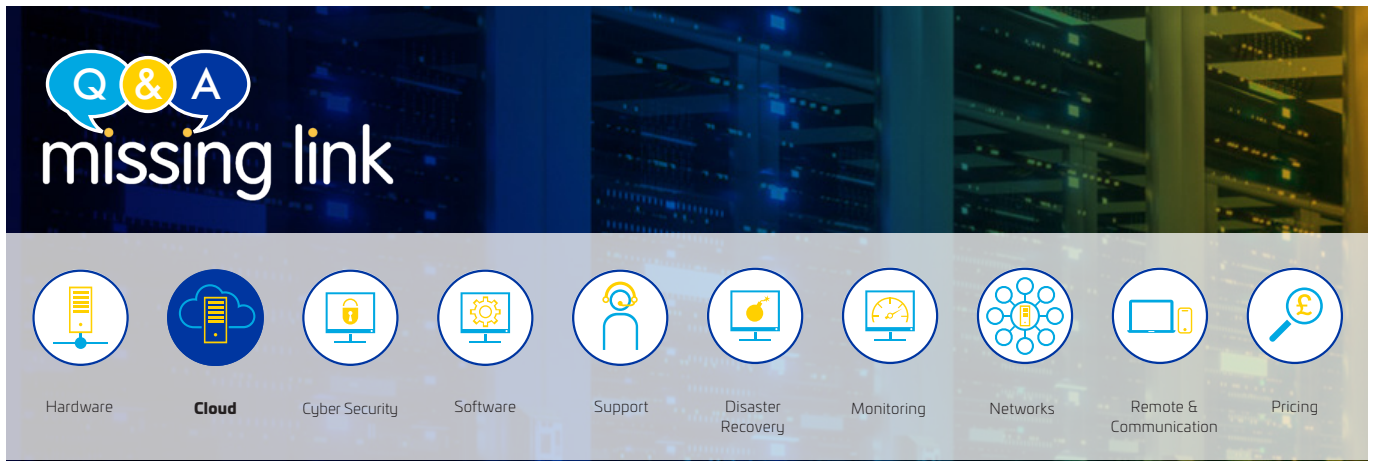 Q & A
missing link
£
Hardware
Cloud
Cyber Security
Software
Support
Disaster
Recovery
Monitoring
Networks
Remote &
Communication
Pricing